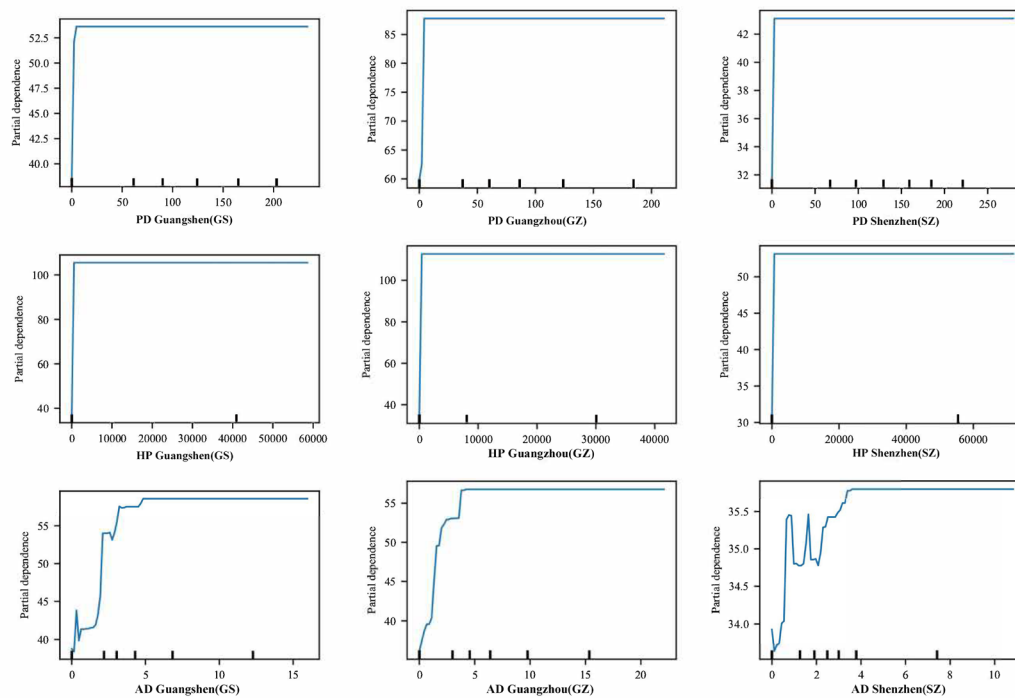 Partial dependence
52.5
50.0
47.5
45.0
42.5
40.0
0 50 100 150 200
PD Guangshen(GS)
Partial dependence
85
80
75
70
65
60
0 50 100 150 200
PD Guangzhou(GZ)
Partial dependence
42
40
38
36
34
32
31
0 50 100 150 200 250
PD Shenzhen(SZ)
Partial dependence
100
80
60
40
0 10000 20000 30000 40000 50000 60000
HP Guangshen(GS)
Partial dependence
100
80
60
40
0 10000 20000 30000 40000
HP Guangzhou(GZ)
Partial dependence
50
45
40
35
30
0 20000 40000 60000
HP Shenzhen(SZ)
Partial dependence
55
50
45
40
0 5 10 15
AD Guangshen(GS)
Partial dependence
55
50
45
40
0 5 10 15 20
AD Guangzhou(GZ)
Partial dependence
35.5
35.0
34.5
34.0
0 2 4 6 8 10
AD Shenzhen(SZ)